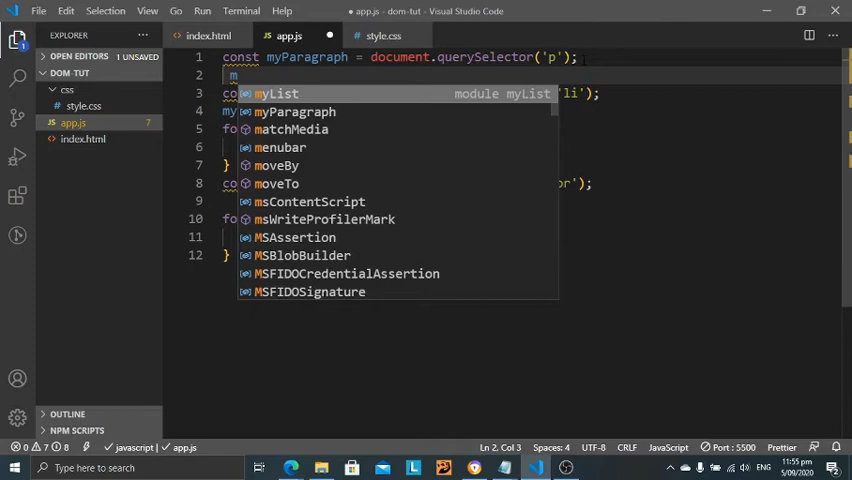 File Edit Selection View Go Run Terminal Help
● app.js - dom-tut - Visual Studio Code
EXPLORER
index.html
app.js
style.css
OPEN EDITORS 1 UNSAVED
DOM-TUT
css
style.css
app.js 7
index.html
OUTLINE
NPM SCRIPTS
1
1 const myParagraph = document.querySelector('p');
2 m
3 co 'li');
4 my
5 fo
6
7 }
8 co or');
9
10 fo
11
12 }
myList module myList
myParagraph
matchMedia
menubar
moveBy
moveTo
msContentScript
msWriteProfilerMark
MSAssertion
MSBlobBuilder
MSFIDOCredentialAssertion
MSFIDOSignature
0 7 8 javascript app.js
Ln 2, Col 3 Spaces: 4 UTF-8 CRLF JavaScript Port : 5500 Prettier
Type here to search
L
ENG
11:55 pm
5/09/2020
2